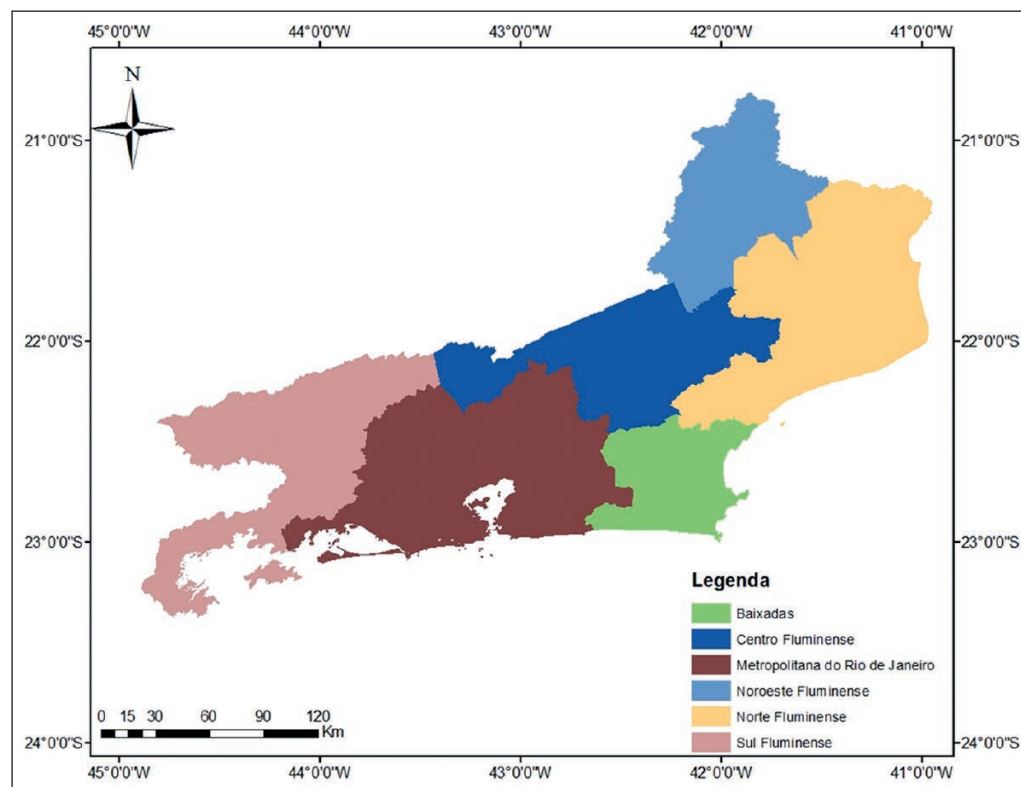 45°0'0"W 44°0'0"W 43°0'0"W 42°0'0"W 41°0'0"W
N
21°0'0"S 21°0'0"S
22°0'0"S 22°0'0"S
23°0'0"S 23°0'0"S
Legenda
Baixadas
Centro Fluminense
Metropolitana do Rio de Janeiro
Noroeste Fluminense
Norte Fluminense
Sul Fluminense
0 15 30 60 90 120
Km
24°0'0"S 24°0'0"S
45°0'0"W 44°0'0"W 43°0'0"W 42°0'0"W 41°0'0"W